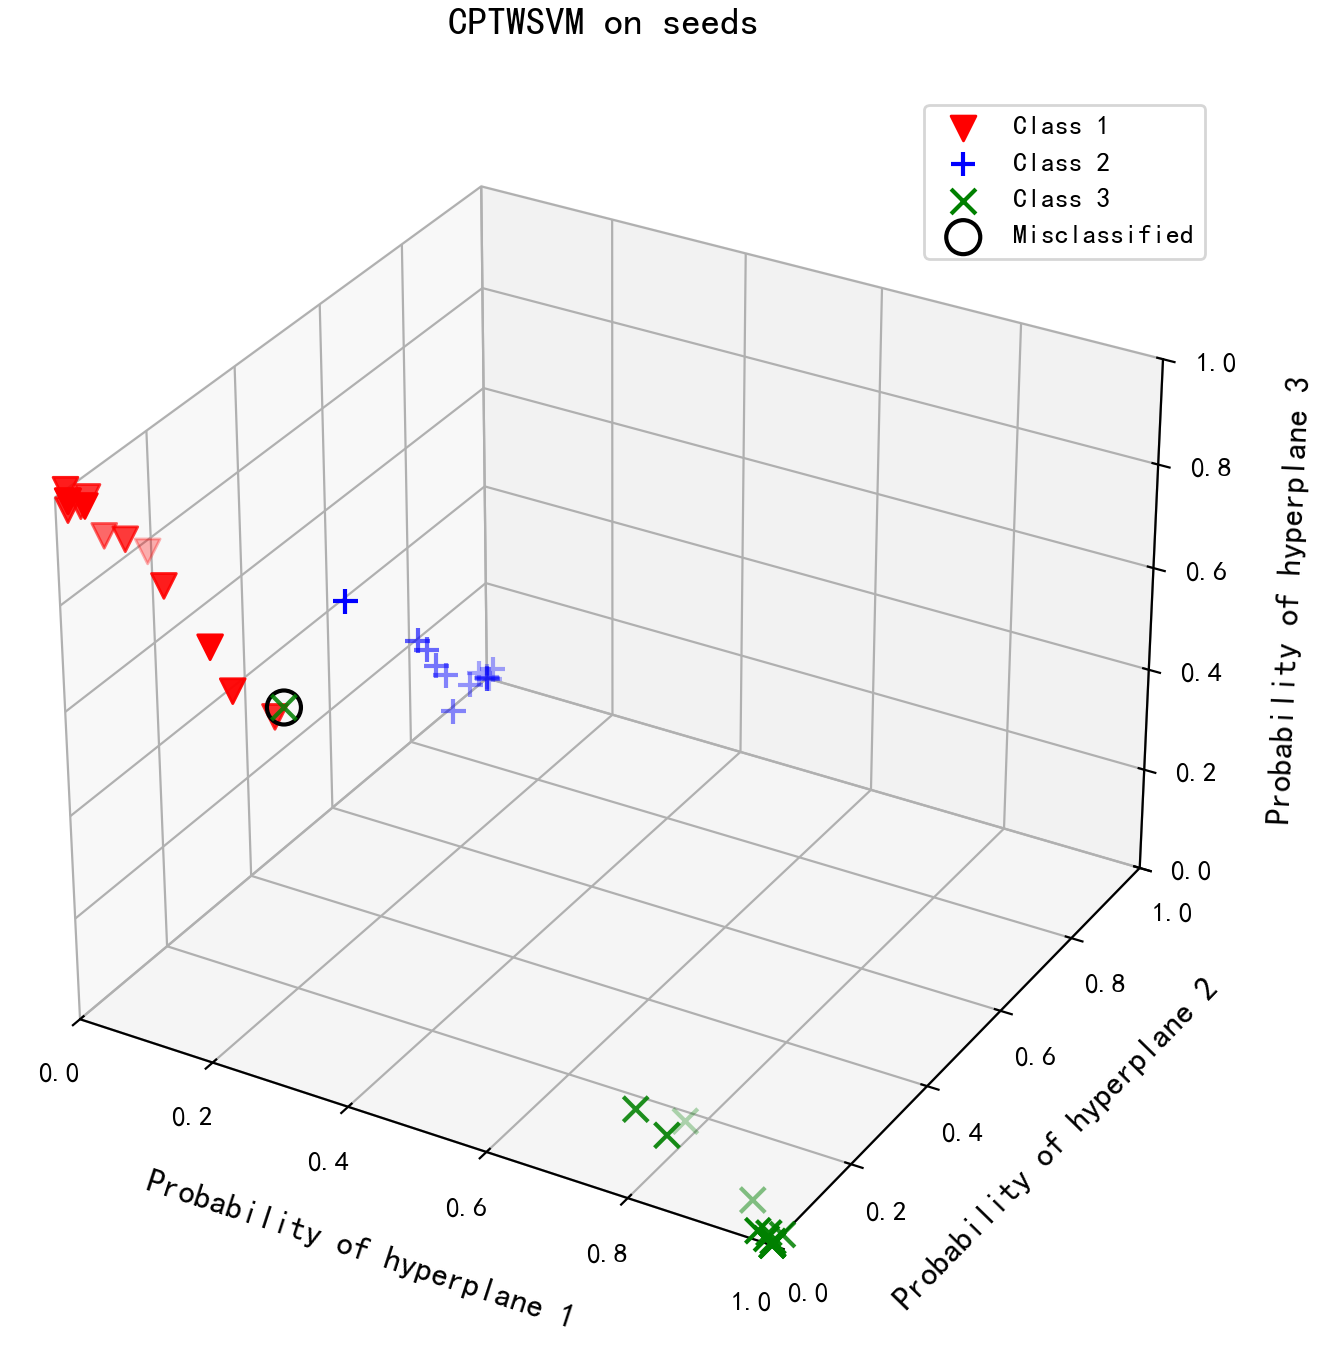 CPTWSVM on seeds
Class 1
Class 2
Class 3
Misclassified
1.0
0.8
0.6
0.4
0.2
0.0
Probability of hyperplane 3
1.0
0.8
0.6
0.4
0.2
0.0
Probability of hyperplane 2
0.0
0.2
0.4
0.6
0.8
1.0
Probability of hyperplane 1